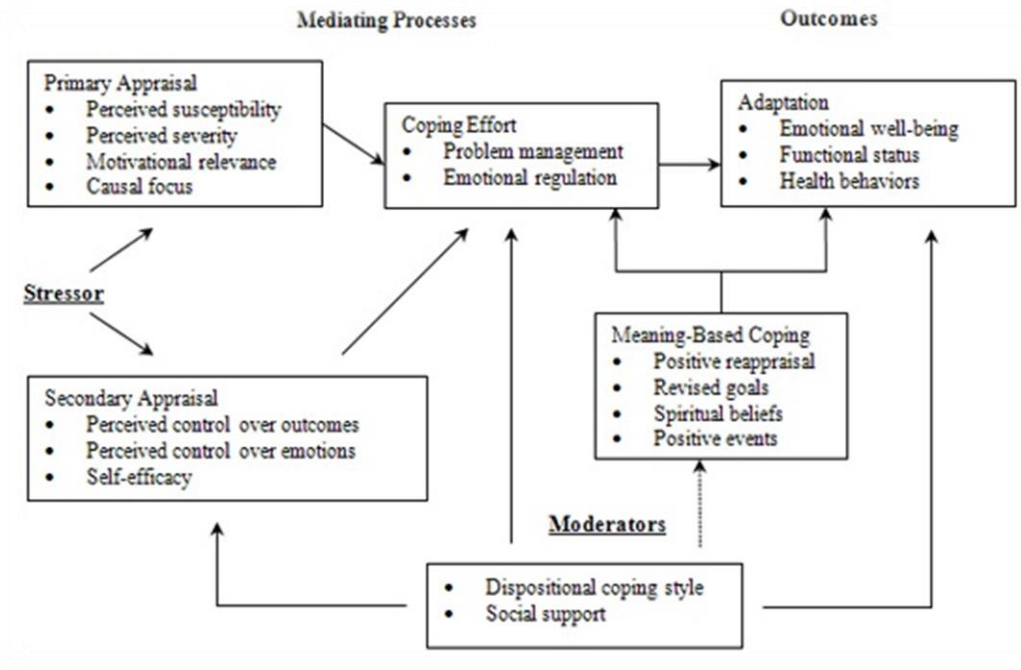 Mediating Processes
Outcomes
Primary Appraisal
• Perceived susceptibility
• Perceived severity
• Motivational relevance
• Causal focus
Coping Effort
• Problem management
• Emotional regulation
Adaptation
• Emotional well-being
• Functional status
• Health behaviors
Stressor
Meaning-Based Coping
• Positive reappraisal
• Revised goals
• Spiritual beliefs
• Positive events
Secondary Appraisal
• Perceived control over outcomes
• Perceived control over emotions
• Self-efficacy
Moderators
• Dispositional coping style
• Social support